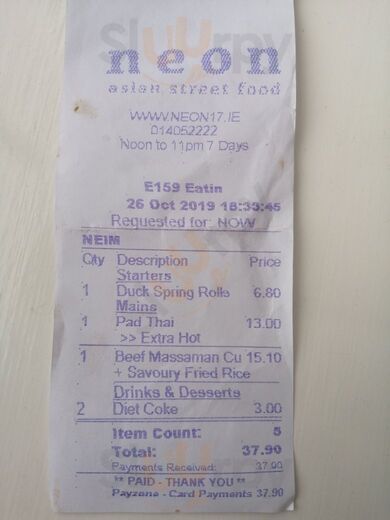 neon
asian street food
WWW.NEON17.IE
014052222
Noon to 11pm 7 Days
E159 Eatin
26 Oct 2019 18:33:45
Requested for: NOW
NEIM
Qty Description Price
Starters
1 Duck Spring Rolls 6.80
Mains
1 Pad Thai 13.00
>> Extra Hot
1 Beef Massaman Cu 15.10
+ Savoury Fried Rice
Drinks & Desserts
2 Diet Coke 3.00
Item Count: 5
Total: 37.90
Payments Received: 37.90
** PAID - THANK YOU **
Payzone - Card Payments 37.90